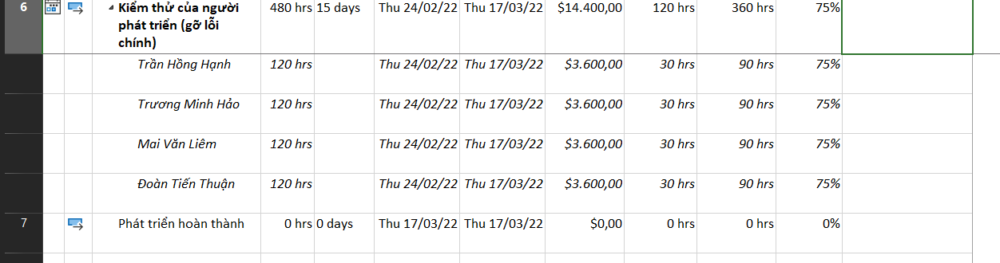 6 Kiểm thử của người 480 hrs 15 days Thu 24/02/22 Thu 17/03/22 $14.400,00 120 hrs 360 hrs 75%
phát triển (gỡ lỗi
chính)
Trần Hồng Hạnh 120 hrs Thu 24/02/22 Thu 17/03/22 $3.600,00 30 hrs 90 hrs 75%
Trương Minh Hảo 120 hrs Thu 24/02/22 Thu 17/03/22 $3.600,00 30 hrs 90 hrs 75%
Mai Văn Liêm 120 hrs Thu 24/02/22 Thu 17/03/22 $3.600,00 30 hrs 90 hrs 75%
Đoàn Tiến Thuận 120 hrs Thu 24/02/22 Thu 17/03/22 $3.600,00 30 hrs 90 hrs 75%
7 Phát triển hoàn thành 0 hrs 0 days Thu 17/03/22 Thu 17/03/22 $0,00 0 hrs 0 hrs 0%